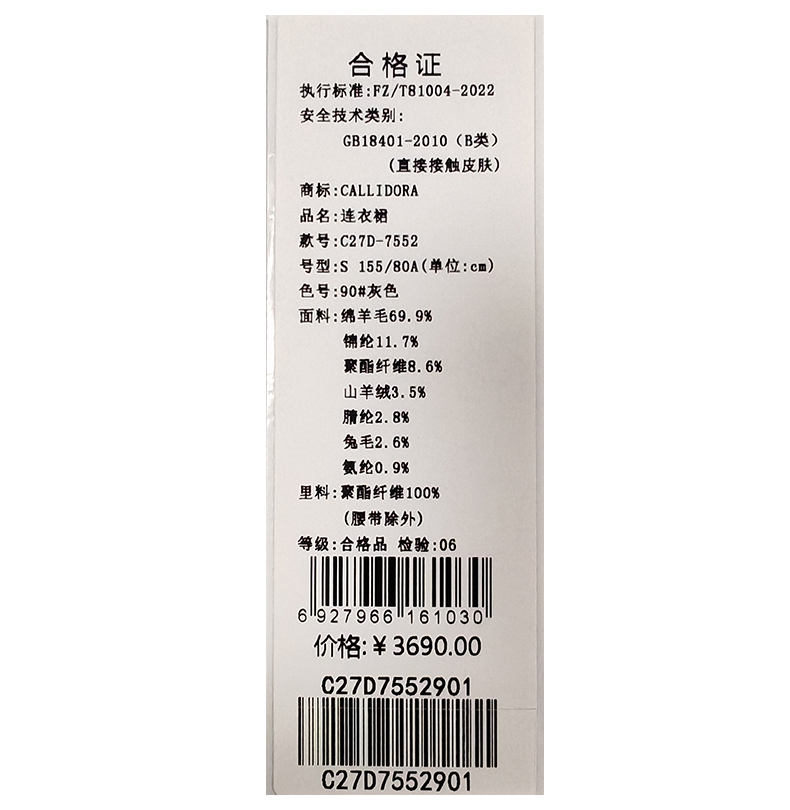 合格证
执行标准:FZ/T81004-2022
安全技术类别:
GB18401-2010（B类）
(直接接触皮肤)
商标:CALLIDORA
品名:连衣裙
款号:C27D-7552
号型:S 155/80A(单位:cm)
色号:90#灰色
面料:绵羊毛69.9%
锦纶11.7%
聚酯纤维8.6%
山羊绒3.5%
腈纶2.8%
兔毛2.6%
氨纶0.9%
里料:聚酯纤维100%
(腰带除外)
等级:合格品 检验:06
6 927966 161030
价格:￥3690.00
C27D7552901
C27D7552901